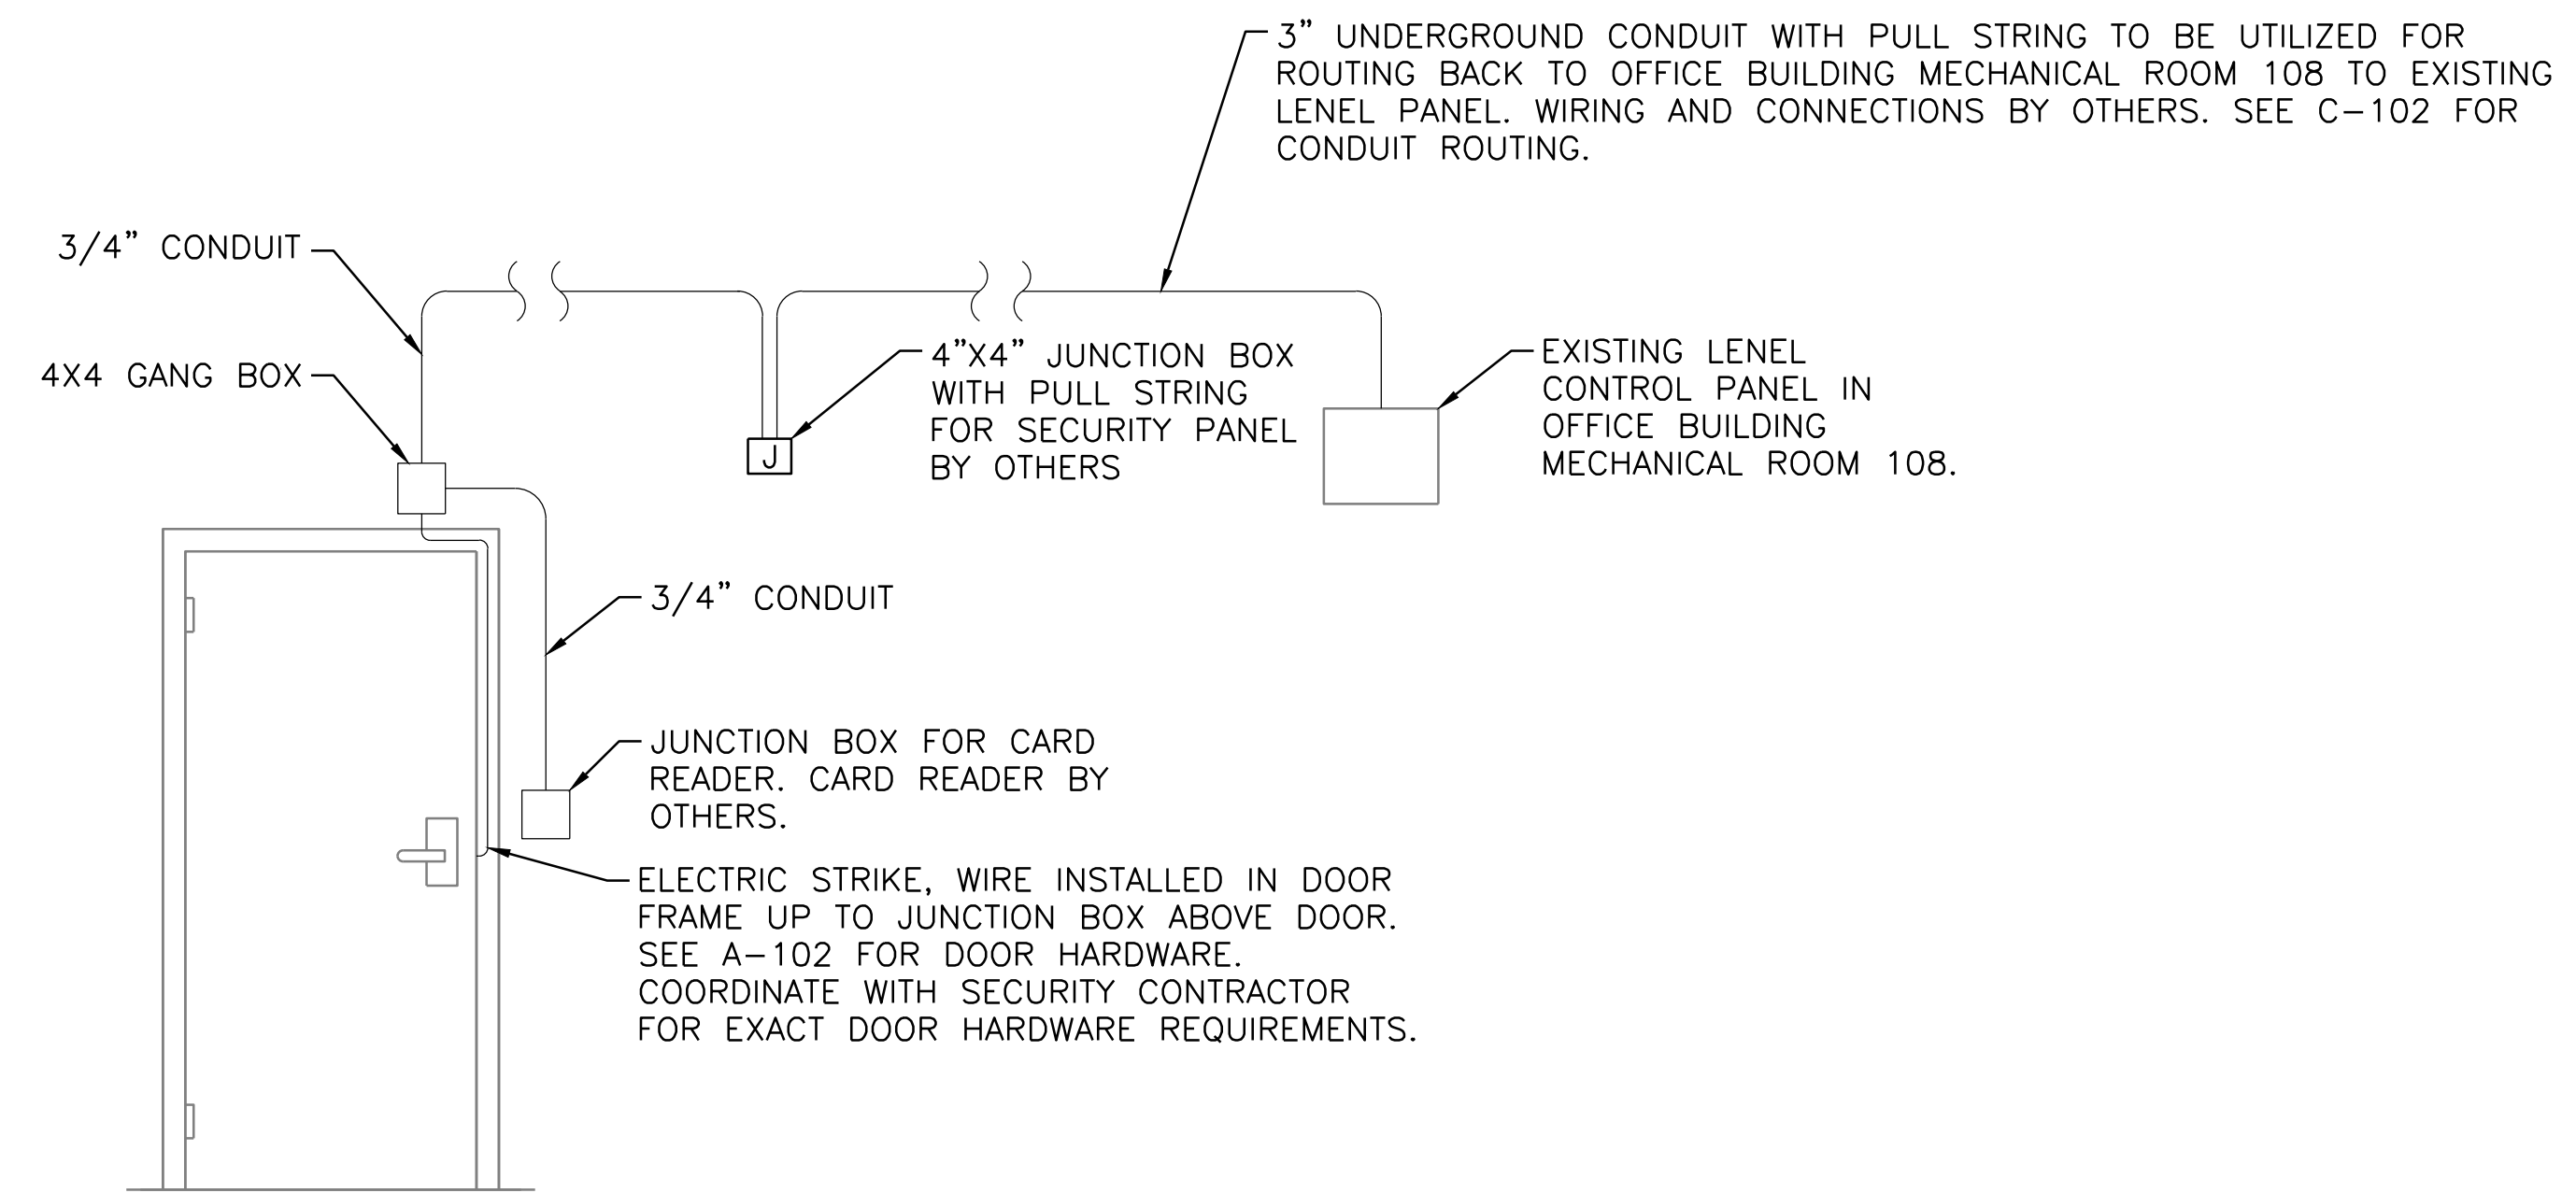 3” UNDERGROUND CONDUIT WITH PULL STRING TO BE UTILIZED FOR
ROUTING BACK TO OFFICE BUILDING MECHANICAL ROOM 108 TO EXISTING
LENEL PANEL. WIRING AND CONNECTIONS BY OTHERS. SEE C-102 FOR
CONDUIT ROUTING.
3/4” CONDUIT
4X4 GANG BOX
4”X4” JUNCTION BOX
WITH PULL STRING
FOR SECURITY PANEL
BY OTHERS
J
EXISTING LENEL
CONTROL PANEL IN
OFFICE BUILDING
MECHANICAL ROOM 108.
3/4” CONDUIT
JUNCTION BOX FOR CARD
READER. CARD READER BY
OTHERS.
ELECTRIC STRIKE, WIRE INSTALLED IN DOOR
FRAME UP TO JUNCTION BOX ABOVE DOOR.
SEE A-102 FOR DOOR HARDWARE.
COORDINATE WITH SECURITY CONTRACTOR
FOR EXACT DOOR HARDWARE REQUIREMENTS.